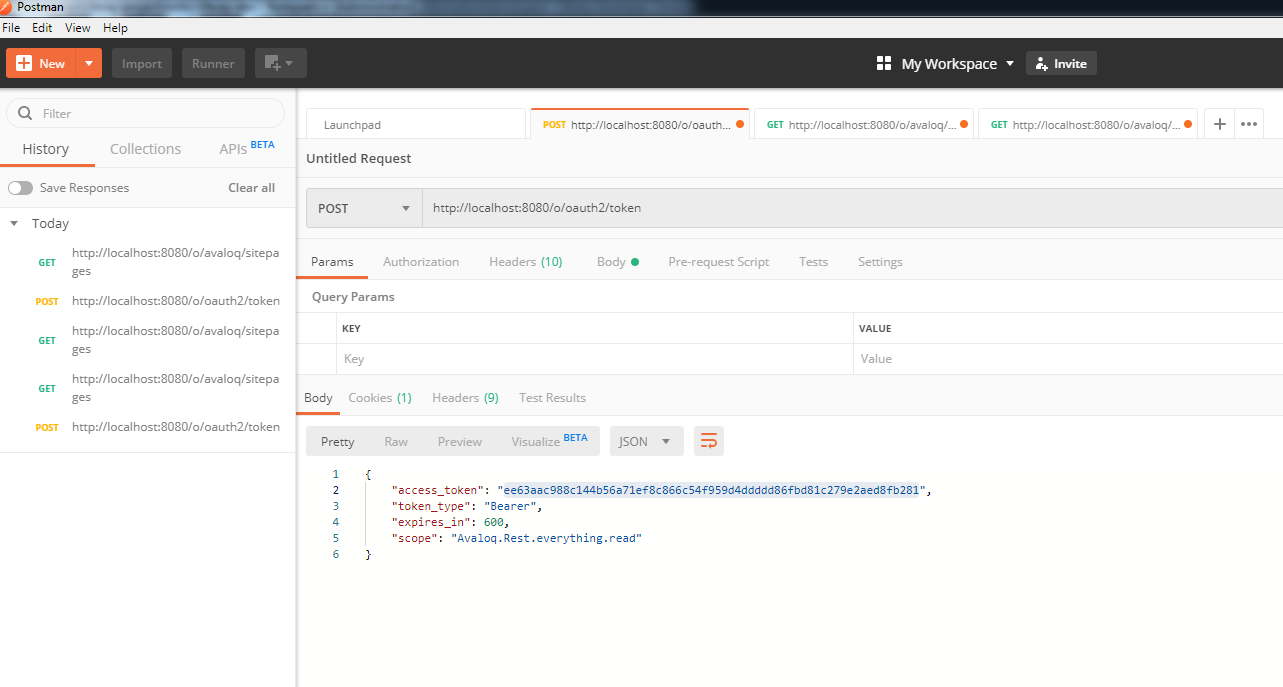 Postman
File Edit View Help
New Import Runner My Workspace Invite
Filter
History Collections APIs BETA
Save Responses Clear all
Today
GET http://localhost:8080/o/avaloq/sitepa
ges
POST http://localhost:8080/o/oauth2/token
GET http://localhost:8080/o/avaloq/sitepa
ges
GET http://localhost:8080/o/avaloq/sitepa
ges
POST http://localhost:8080/o/oauth2/token
Launchpad POST http://localhost:8080/o/oauth... GET http://localhost:8080/o/avaloq/... GET http://localhost:8080/o/avaloq/...
Untitled Request
POST http://localhost:8080/o/oauth2/token
Params Authorization Headers (10) Body Pre-request Script Tests Settings
Query Params
KEY VALUE
Key Value
Body Cookies (1) Headers (9) Test Results
Pretty Raw Preview Visualize BETA JSON
1 {
2 "access_token": "ee63aac988c144b56a71ef8c866c54f959d4ddddd86fbd81c279e2aed8fb281",
3 "token_type": "Bearer",
4 "expires_in": 600,
5 "scope": "Avaloq.Rest.everything.read"
6 }